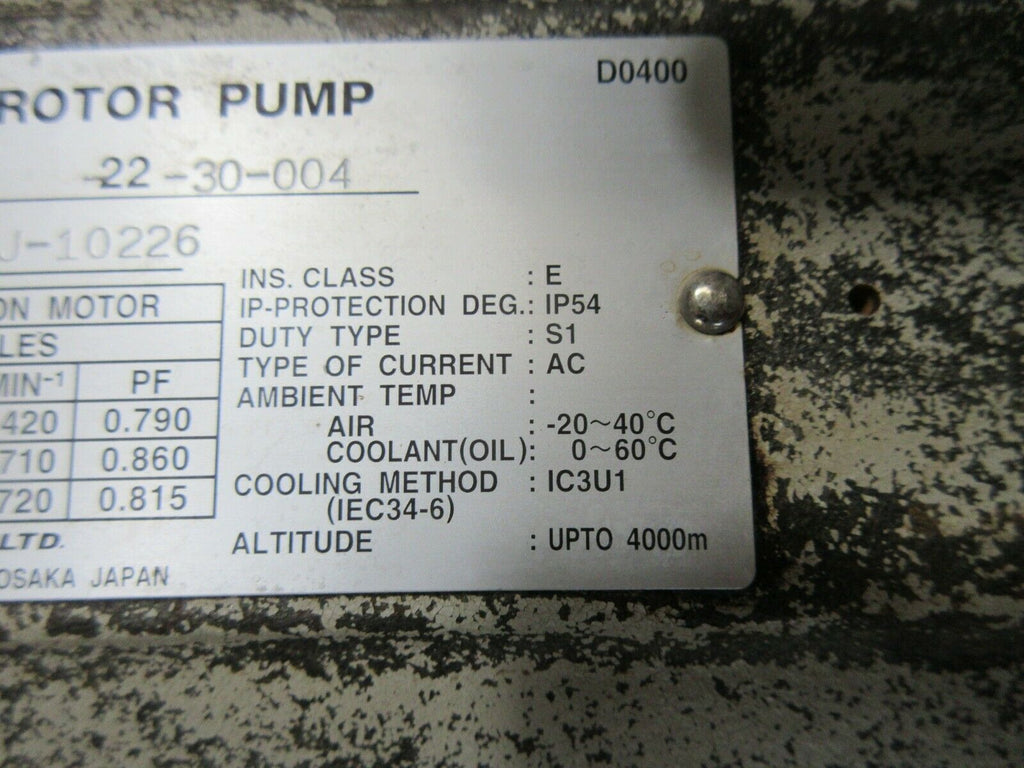 ROTOR PUMP
D0400
-22-30-004
J-10226
INS. CLASS : E
IP-PROTECTION DEG.: IP54
DUTY TYPE : S1
TYPE OF CURRENT : AC
AMBIENT TEMP :
AIR : -20~40°C
COOLANT(OIL): 0~60°C
COOLING METHOD : IC3U1
(IEC34-6)
ALTITUDE : UPTO 4000m
ON MOTOR
LES
MIN-1 PF
420 0.790
710 0.860
720 0.815
LTD.
OSAKA JAPAN